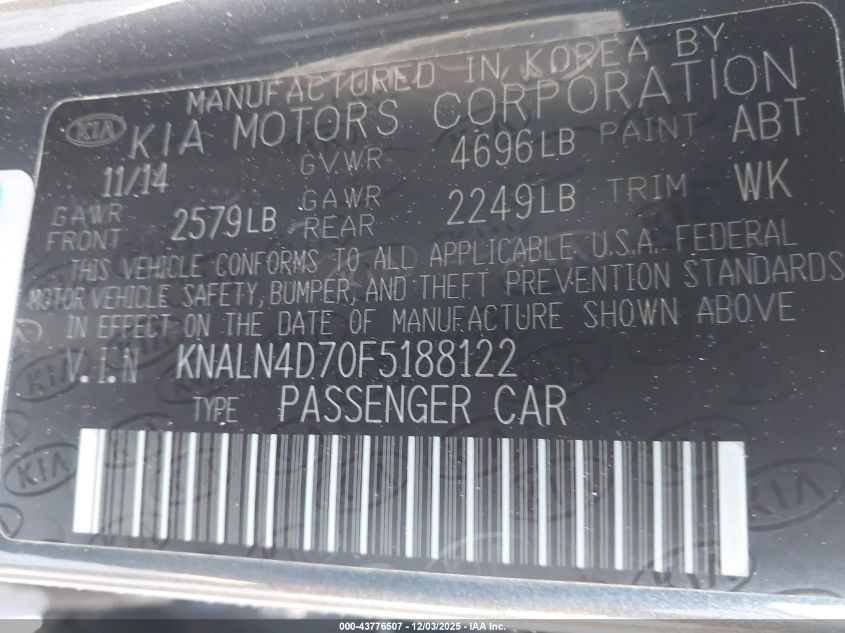 MANUFACTURED IN KOREA BY
KIA KIA MOTORS CORPORATION
11/14 GVWR 4696LB PAINT ABT
GAWR FRONT 2579LB GAWR REAR 2249LB TRIM WK
THIS VEHICLE CONFORMS TO ALL APPLICABLE U.S.A. FEDERAL
MOTOR VEHICLE SAFETY, BUMPER, AND THEFT PREVENTION STANDARDS
IN EFFECT ON THE DATE OF MANUFACTURE SHOWN ABOVE
V.I.N KNALN4D70F5188122
TYPE PASSENGER CAR
000-43776507 - 12/03/2025 - IAA Inc.